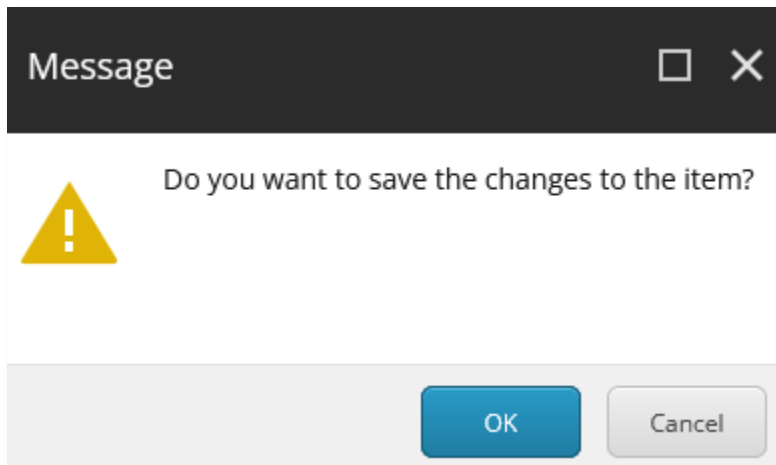 Message
Do you want to save the changes to the item?
OK
Cancel